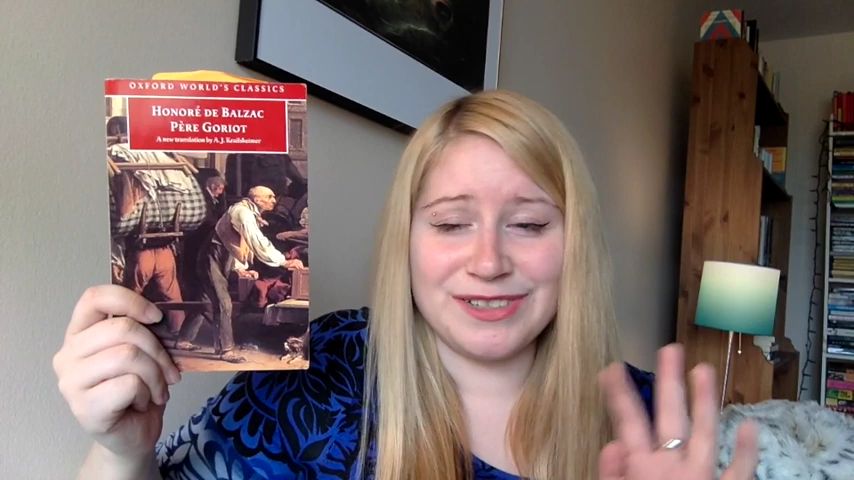 OXFORD WORLD'S CLASSICS
HONORÉ DE BALZAC
PÈRE GORIOT
A new translation by A. J. Krailsheimer